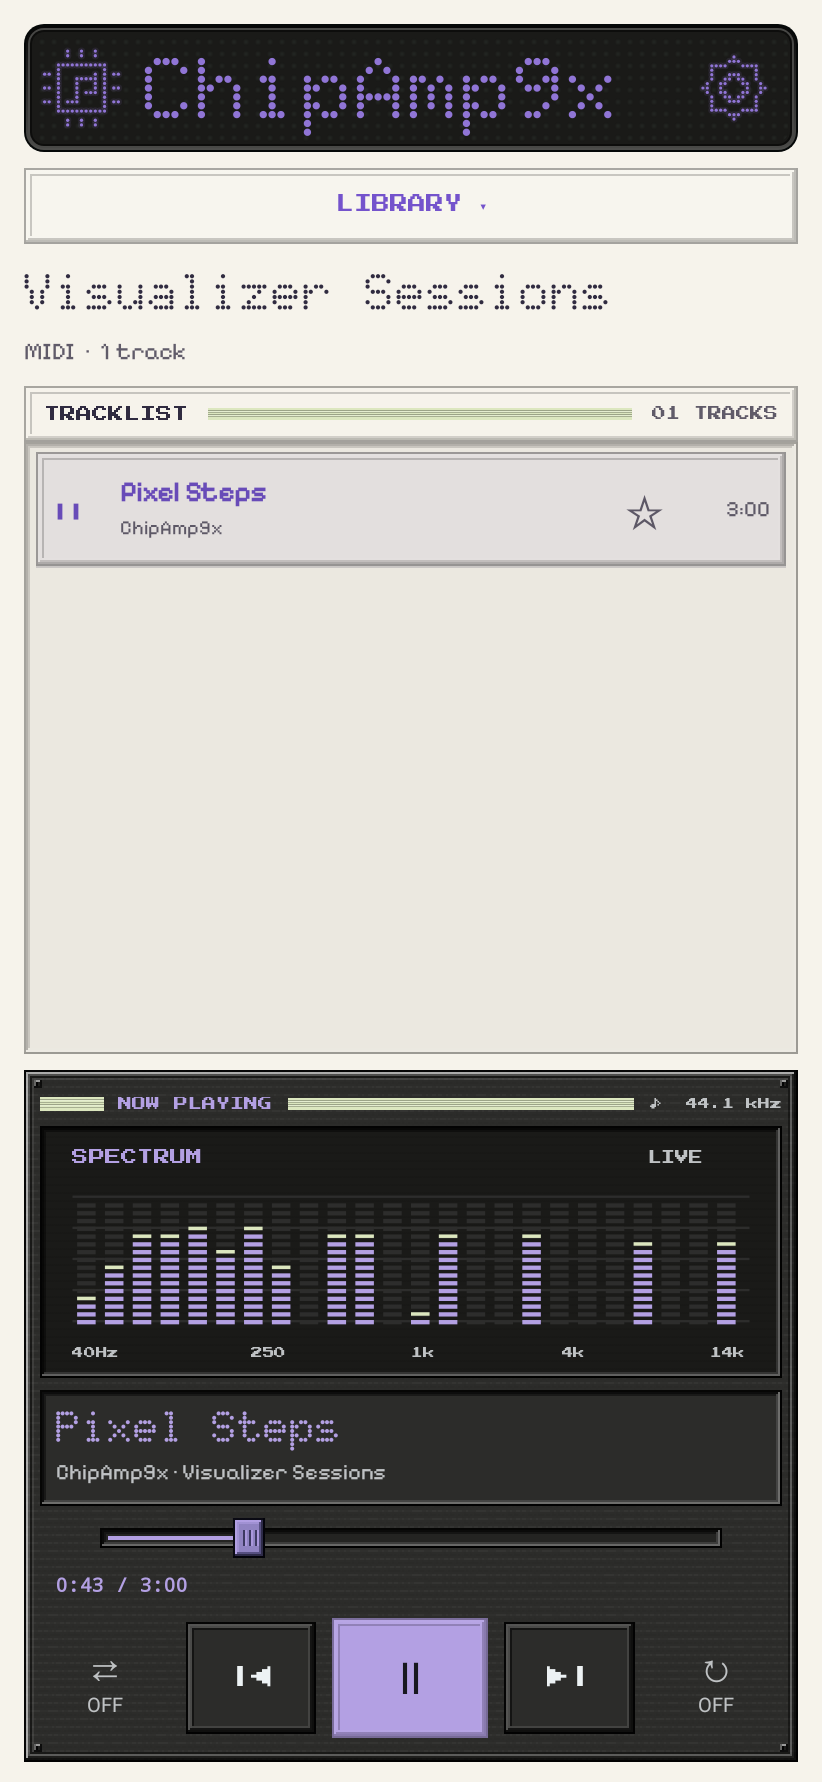 ChipAmp9x
LIBRARY ▾
Visualizer Sessions
MIDI · 1 track
TRACKLIST 01 TRACKS
Pixel Steps
ChipAmp9x
3:00
NOW PLAYING ♪ 44.1 kHz
SPECTRUM LIVE
40Hz 250 1k 4k 14k
Pixel Steps
ChipAmp9x · Visualizer Sessions
0:43 / 3:00
OFF OFF